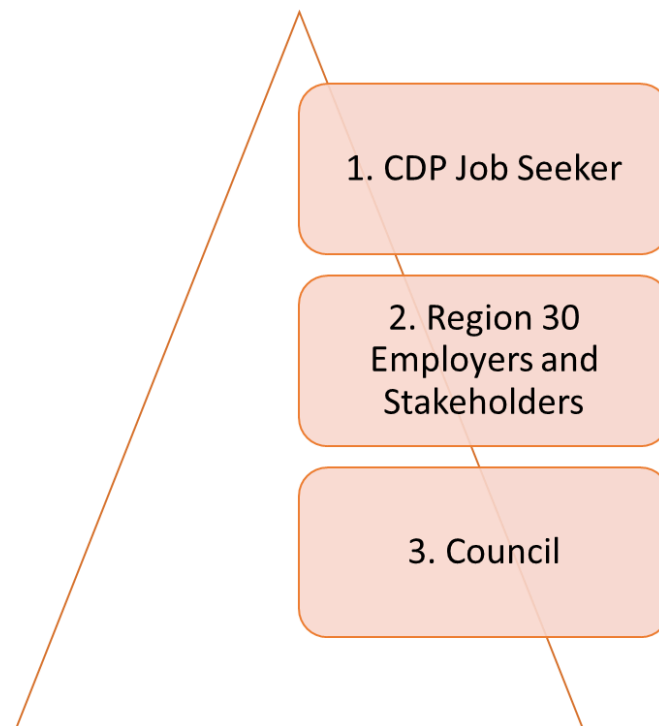 1. CDP Job Seeker
2. Region 30
Employers and
Stakeholders
3. Council